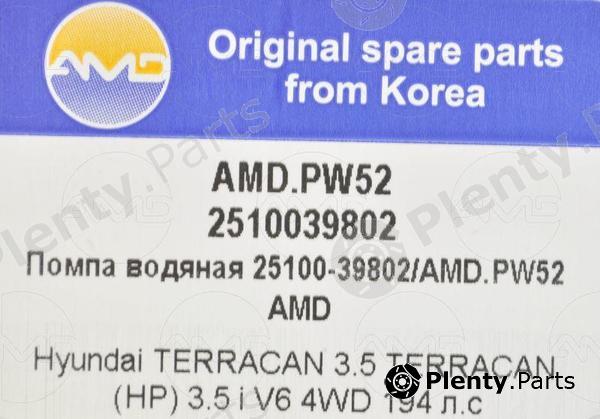 AMD
Original spare parts
from Korea
AMD.PW52
2510039802
Помпа водяная 25100-39802/AMD.PW52
AMD
Hyundai TERRACAN 3.5 TERRACAN
(HP) 3.5 i V6 4WD 194 л.с
Plenty.Parts